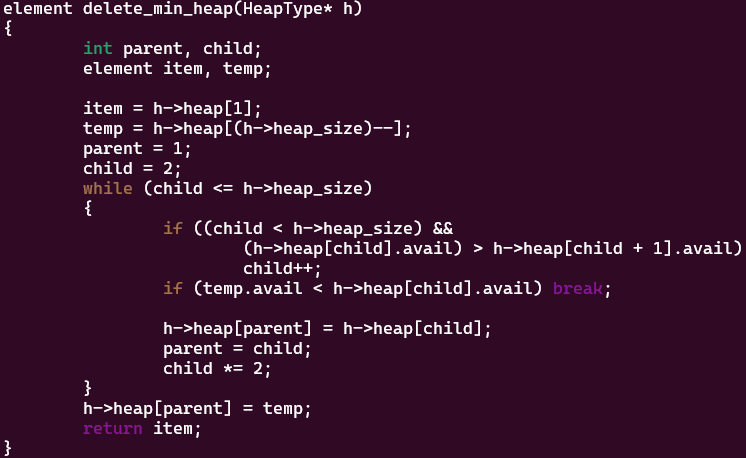 element delete_min_heap(HeapType* h)
{
        int parent, child;
        element item, temp;

        item = h->heap[1];
        temp = h->heap[(h->heap_size)--];
        parent = 1;
        child = 2;
        while (child <= h->heap_size)
        {
                if ((child < h->heap_size) &&
                        (h->heap[child].avail) > h->heap[child + 1].avail)
                        child++;
                if (temp.avail < h->heap[child].avail) break;

                h->heap[parent] = h->heap[child];
                parent = child;
                child *= 2;
        }
        h->heap[parent] = temp;
        return item;
}